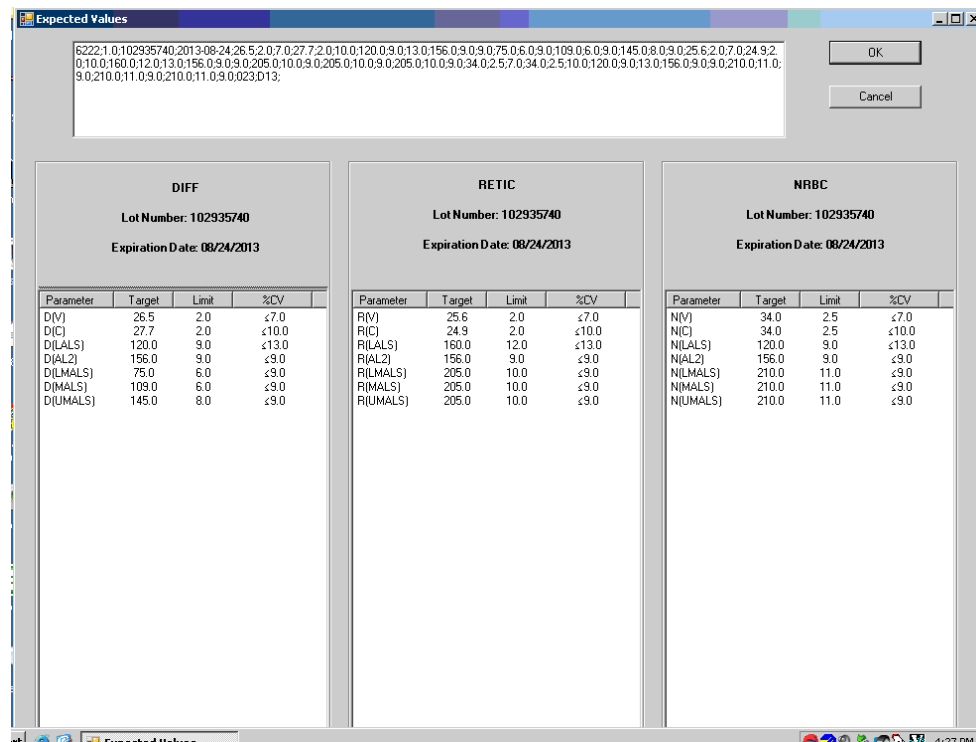 Expected Values
6222;1.0;102935740;2013-08-24;26.5;2.0;7.0;27.7;2.0;10.0;120.0;9.0;13.0;156.0;9.0;9.0;75.0;6.0;9.0;109.0;6.0;9.0;145.0;8.0;9.0;25.6;2.0;7.0;24.9;2.
0;10.0;160.0;12.0;13.0;156.0;9.0;9.0;205.0;10.0;9.0;205.0;10.0;9.0;205.0;10.0;9.0;34.0;2.5;7.0;34.0;2.5;10.0;120.0;9.0;13.0;156.0;9.0;9.0;210.0;11.0;
9.0;210.0;11.0;9.0;210.0;11.0;9.0;023;D13;
OK
Cancel
DIFF
Lot Number: 102935740
Expiration Date: 08/24/2013
Parameter Target Limit %CV
D(V) 26.5 2.0 ≤7.0
D(C) 27.7 2.0 ≤10.0
D(LALS) 120.0 9.0 ≤13.0
D(AL2) 156.0 9.0 ≤9.0
D(LMALS) 75.0 6.0 ≤9.0
D(MALS) 109.0 6.0 ≤9.0
D(UMALS) 145.0 8.0 ≤9.0
RETIC
Lot Number: 102935740
Expiration Date: 08/24/2013
Parameter Target Limit %CV
R(V) 25.6 2.0 ≤7.0
R(C) 24.9 2.0 ≤10.0
R(LALS) 160.0 12.0 ≤13.0
R(AL2) 156.0 9.0 ≤9.0
R(LMALS) 205.0 10.0 ≤9.0
R(MALS) 205.0 10.0 ≤9.0
R(UMALS) 205.0 10.0 ≤9.0
NRBC
Lot Number: 102935740
Expiration Date: 08/24/2013
Parameter Target Limit %CV
N(V) 34.0 2.5 ≤7.0
N(C) 34.0 2.5 ≤10.0
N(LALS) 120.0 9.0 ≤13.0
N(AL2) 156.0 9.0 ≤9.0
N(LMALS) 210.0 11.0 ≤9.0
N(MALS) 210.0 11.0 ≤9.0
N(UMALS) 210.0 11.0 ≤9.0
Expected Values
4:27 PM